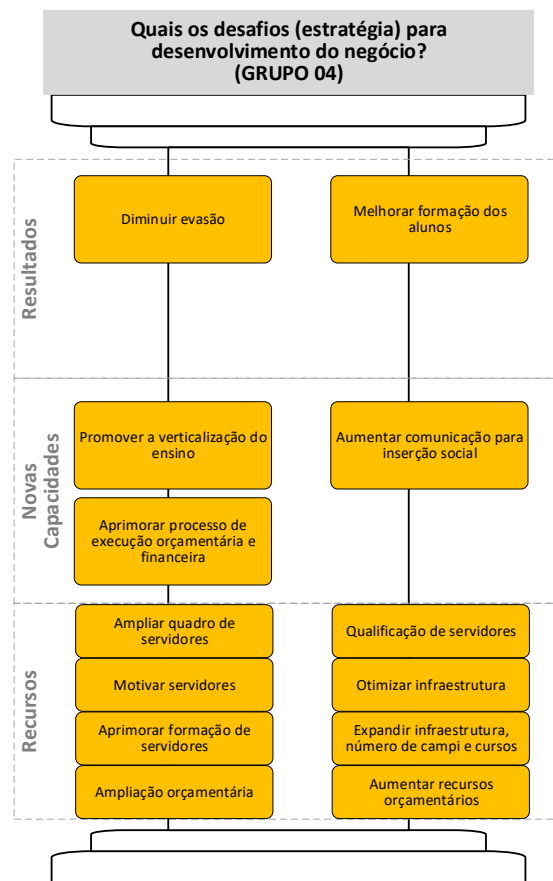 Quais os desafios (estratégia) para
desenvolvimento do negócio?
(GRUPO 04)
Resultados
Diminuir evasão
Melhorar formação dos
alunos
Novas
Capacidades
Promover a verticalização do
ensino
Aumentar comunicação para
inserção social
Aprimorar processo de
execução orçamentária e
financeira
Recursos
Ampliar quadro de
servidores
Qualificação de servidores
Motivar servidores
Otimizar infraestrutura
Aprimorar formação de
servidores
Expandir infraestrutura,
número de campi e cursos
Ampliação orçamentária
Aumentar recursos
orçamentários